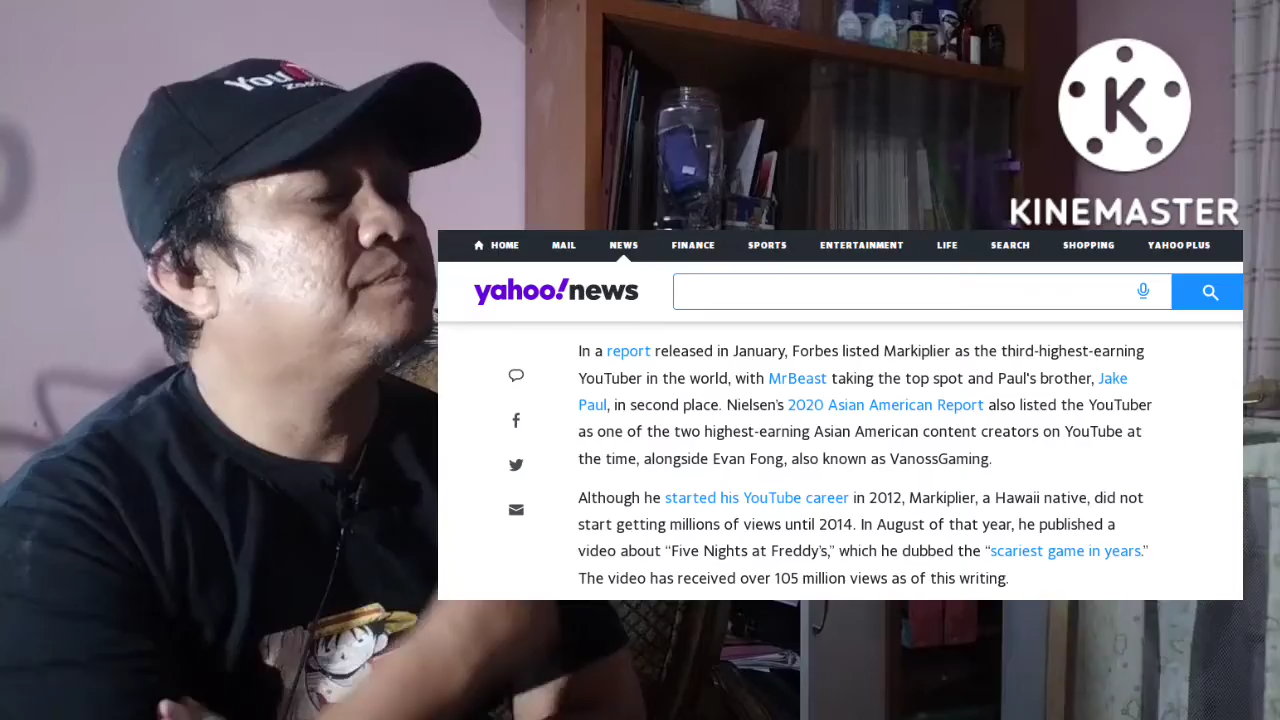 You
K
KINEMASTER
HOME MAIL NEWS FINANCE SPORTS ENTERTAINMENT LIFE SEARCH SHOPPING YAHOO PLUS
yahoo!news
In a report released in January, Forbes listed Markiplier as the third-highest-earning
YouTuber in the world, with MrBeast taking the top spot and Paul's brother, Jake
Paul, in second place. Nielsen’s 2020 Asian American Report also listed the YouTuber
as one of the two highest-earning Asian American content creators on YouTube at
the time, alongside Evan Fong, also known as VanossGaming.
Although he started his YouTube career in 2012, Markiplier, a Hawaii native, did not
start getting millions of views until 2014. In August of that year, he published a
video about “Five Nights at Freddy’s,” which he dubbed the “scariest game in years.”
The video has received over 105 million views as of this writing.